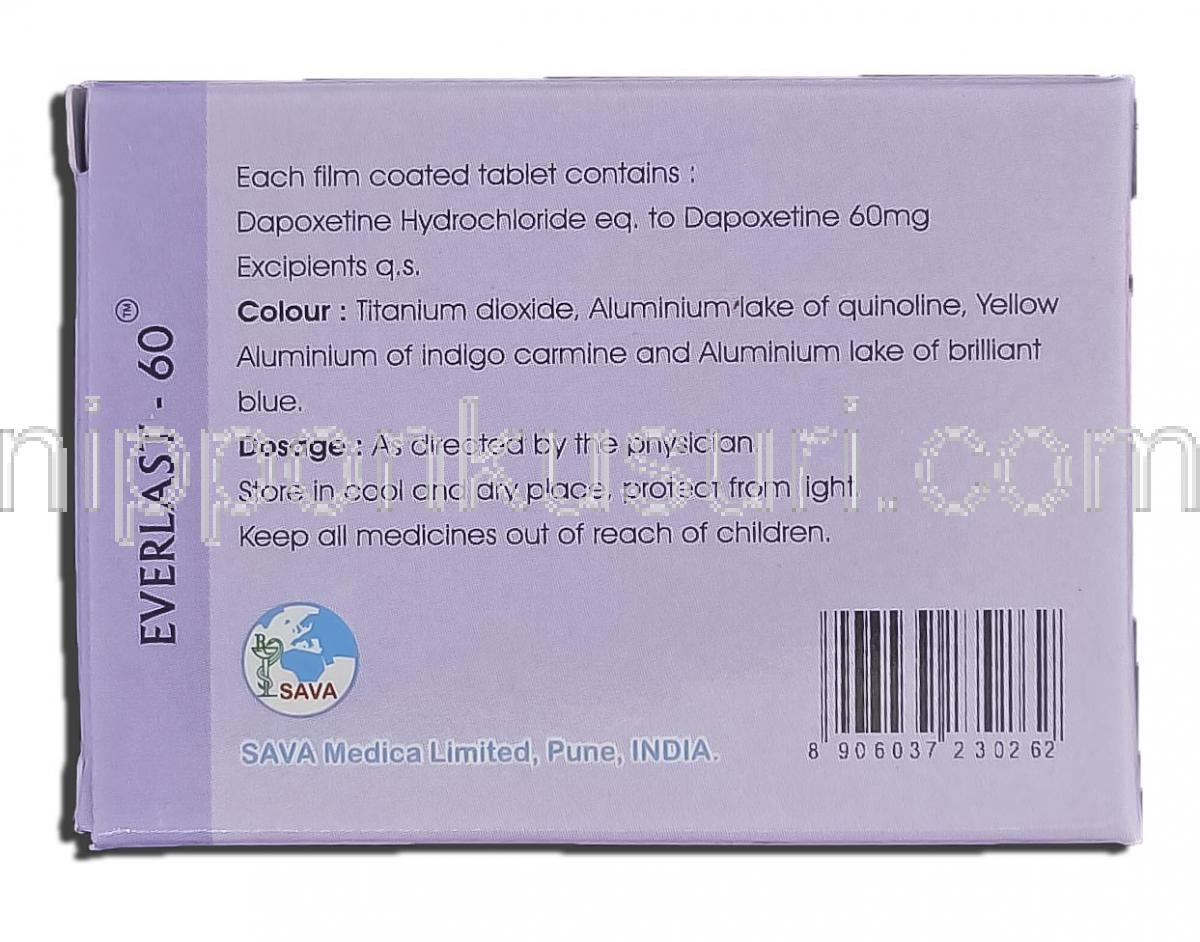 EVERLAST - 60 ™
Each film coated tablet contains :
Dapoxetine Hydrochloride eq. to Dapoxetine 60mg
Excipients q.s.
Colour : Titanium dioxide, Aluminium lake of quinoline, Yellow
Aluminium of indigo carmine and Aluminium lake of brilliant
blue.
Dosage : As directed by the physician.
Store in cool and dry place, protect from light.
Keep all medicines out of reach of children.
nipponkusuri.com
Rx
SAVA
SAVA Medica Limited, Pune, INDIA.
8 906037 230262